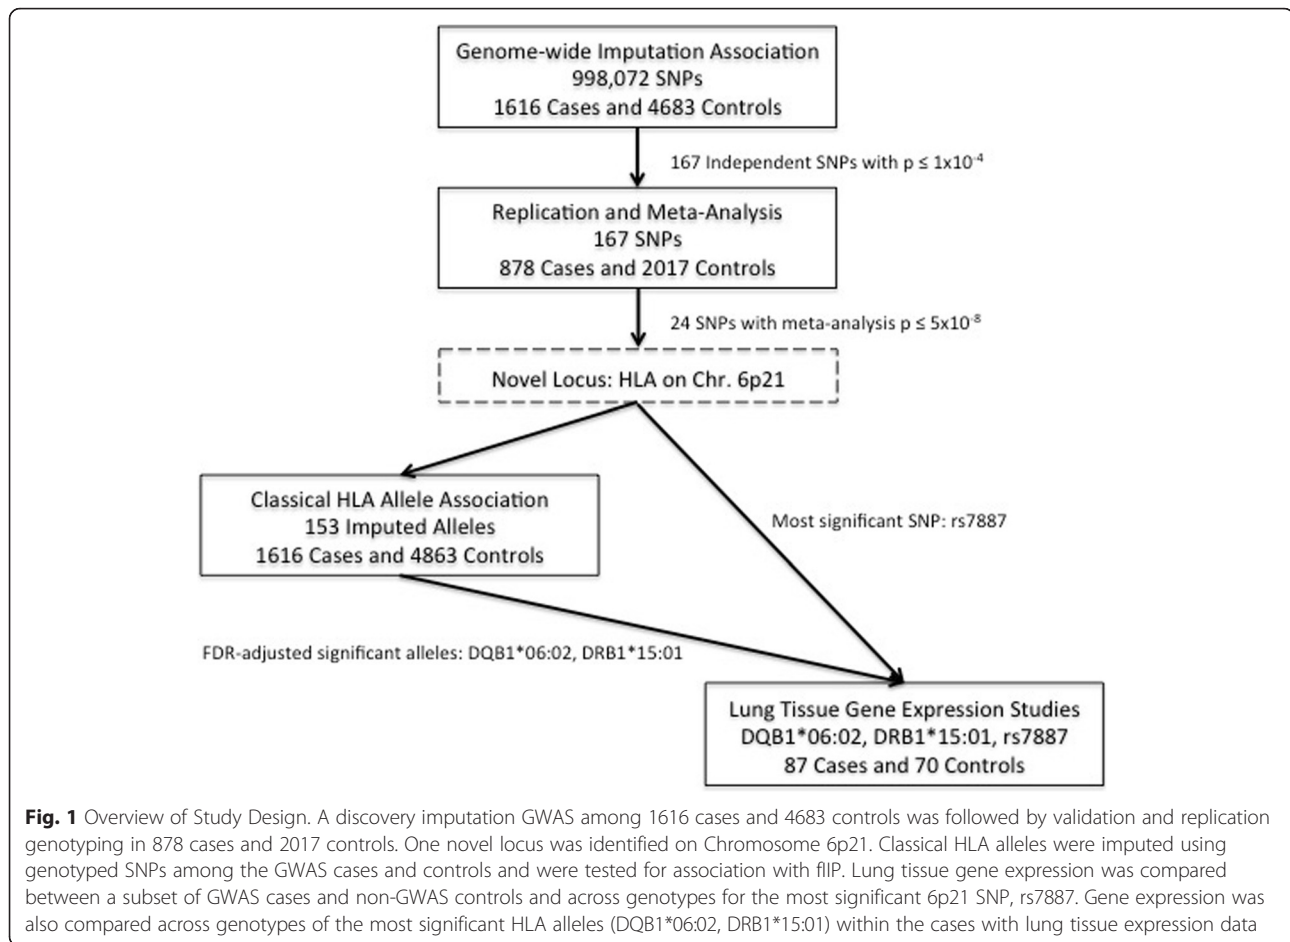 Genome-wide Imputation Association
998,072 SNPs
1616 Cases and 4683 Controls
167 Independent SNPs with p ≤ 1x10⁻⁴
Replication and Meta-Analysis
167 SNPs
878 Cases and 2017 Controls
24 SNPs with meta-analysis p ≤ 5x10⁻⁸
Novel Locus: HLA on Chr. 6p21
Classical HLA Allele Association
153 Imputed Alleles
1616 Cases and 4863 Controls
Most significant SNP: rs7887
FDR-adjusted significant alleles: DQB1*06:02, DRB1*15:01
Lung Tissue Gene Expression Studies
DQB1*06:02, DRB1*15:01, rs7887
87 Cases and 70 Controls
Fig. 1 Overview of Study Design. A discovery imputation GWAS among 1616 cases and 4683 controls was followed by validation and replication
genotyping in 878 cases and 2017 controls. One novel locus was identified on Chromosome 6p21. Classical HLA alleles were imputed using
genotyped SNPs among the GWAS cases and controls and were tested for association with fIIP. Lung tissue gene expression was compared
between a subset of GWAS cases and non-GWAS controls and across genotypes for the most significant 6p21 SNP, rs7887. Gene expression was
also compared across genotypes of the most significant HLA alleles (DQB1*06:02, DRB1*15:01) within the cases with lung tissue expression data